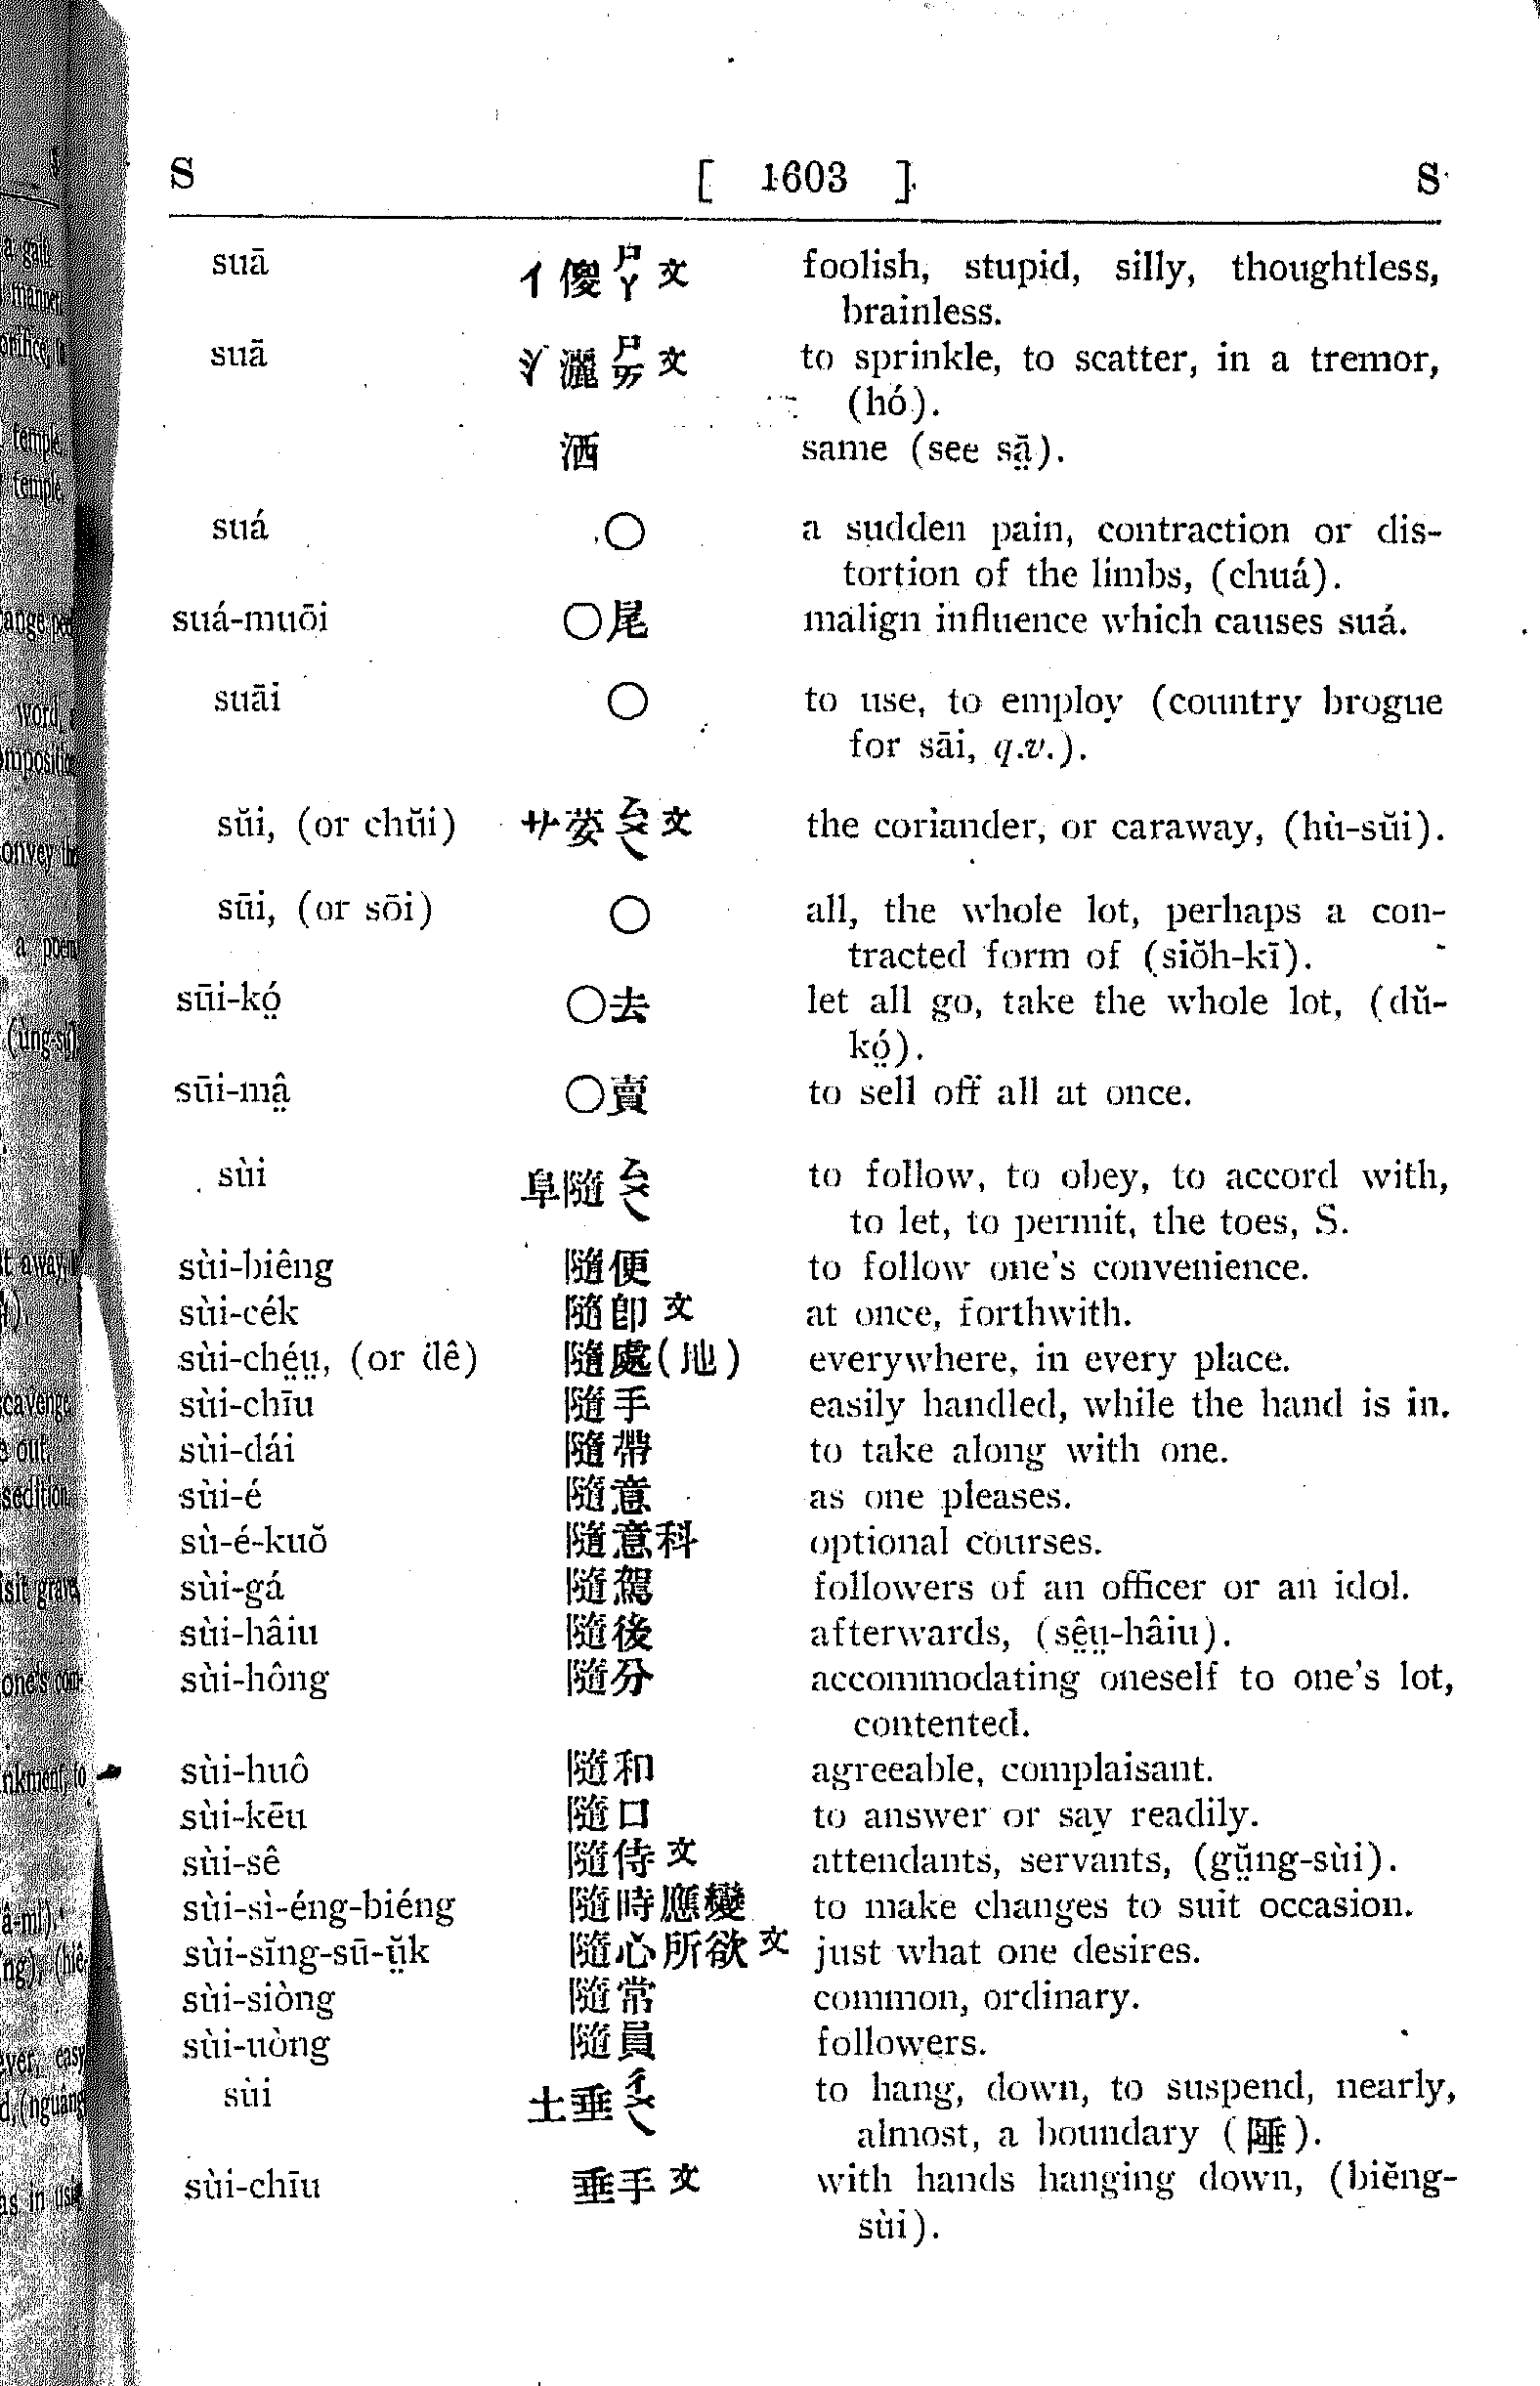 S [ 1603 ] S
suā 亻傻ㄕㄚ文 foolish, stupid, silly, thoughtless,
brainless.
suā 氵灑ㄕㄞ文 to sprinkle, to scatter, in a tremor,
(hó).
洒 same (see sā̤).
suá ○ a sudden pain, contraction or dis-
tortion of the limbs, (chuá).
suá-muōi ○尾 malign influence which causes suá.
suāi ○ to use, to employ (country brogue
for sāi, q.v.).
sŭi, (or chŭi) 艹荽ㄙㄨㄟ文 the coriander, or caraway, (hù-sŭi).
sūi, (or sōi) ○ all, the whole lot, perhaps a con-
tracted form of (siŏh-kī).
sūi-kó̤ ○去 let all go, take the whole lot, (dŭ-
kó̤).
sūi-mâ̤ ○賣 to sell off all at once.
sùi 阜隨ㄙㄨㄟ to follow, to obey, to accord with,
to let, to permit, the toes, S.
sùi-biêng 隨便 to follow one's convenience.
sùi-cék 隨卽文 at once, forthwith.
sùi-ché̤ṳ, (or dê) 隨處(地) everywhere, in every place.
sùi-chīu 隨手 easily handled, while the hand is in.
sùi-dái 隨帶 to take along with one.
sùi-é 隨意 as one pleases.
sù-é-kuŏ 隨意科 optional courses.
sùi-gá 隨駕 followers of an officer or an idol.
sùi-hâiu 隨後 afterwards, (sê̤ṳ-hâiu).
sùi-hông 隨分 accommodating oneself to one's lot,
contented.
sùi-huô 隨和 agreeable, complaisant.
sùi-kēu 隨口 to answer or say readily.
sùi-sê 隨侍文 attendants, servants, (gṳ̆ng-sùi).
sùi-sì-éng-biéng 隨時應變 to make changes to suit occasion.
sùi-sĭng-sū-ṳ̆k 隨心所欲文 just what one desires.
sùi-siòng 隨常 common, ordinary.
sùi-uòng 隨員 followers.
sùi 土垂ㄔㄨㄟ to hang, down, to suspend, nearly,
almost, a boundary (陲).
sùi-chīu 垂手文 with hands hanging down, (biĕng-
sùi).